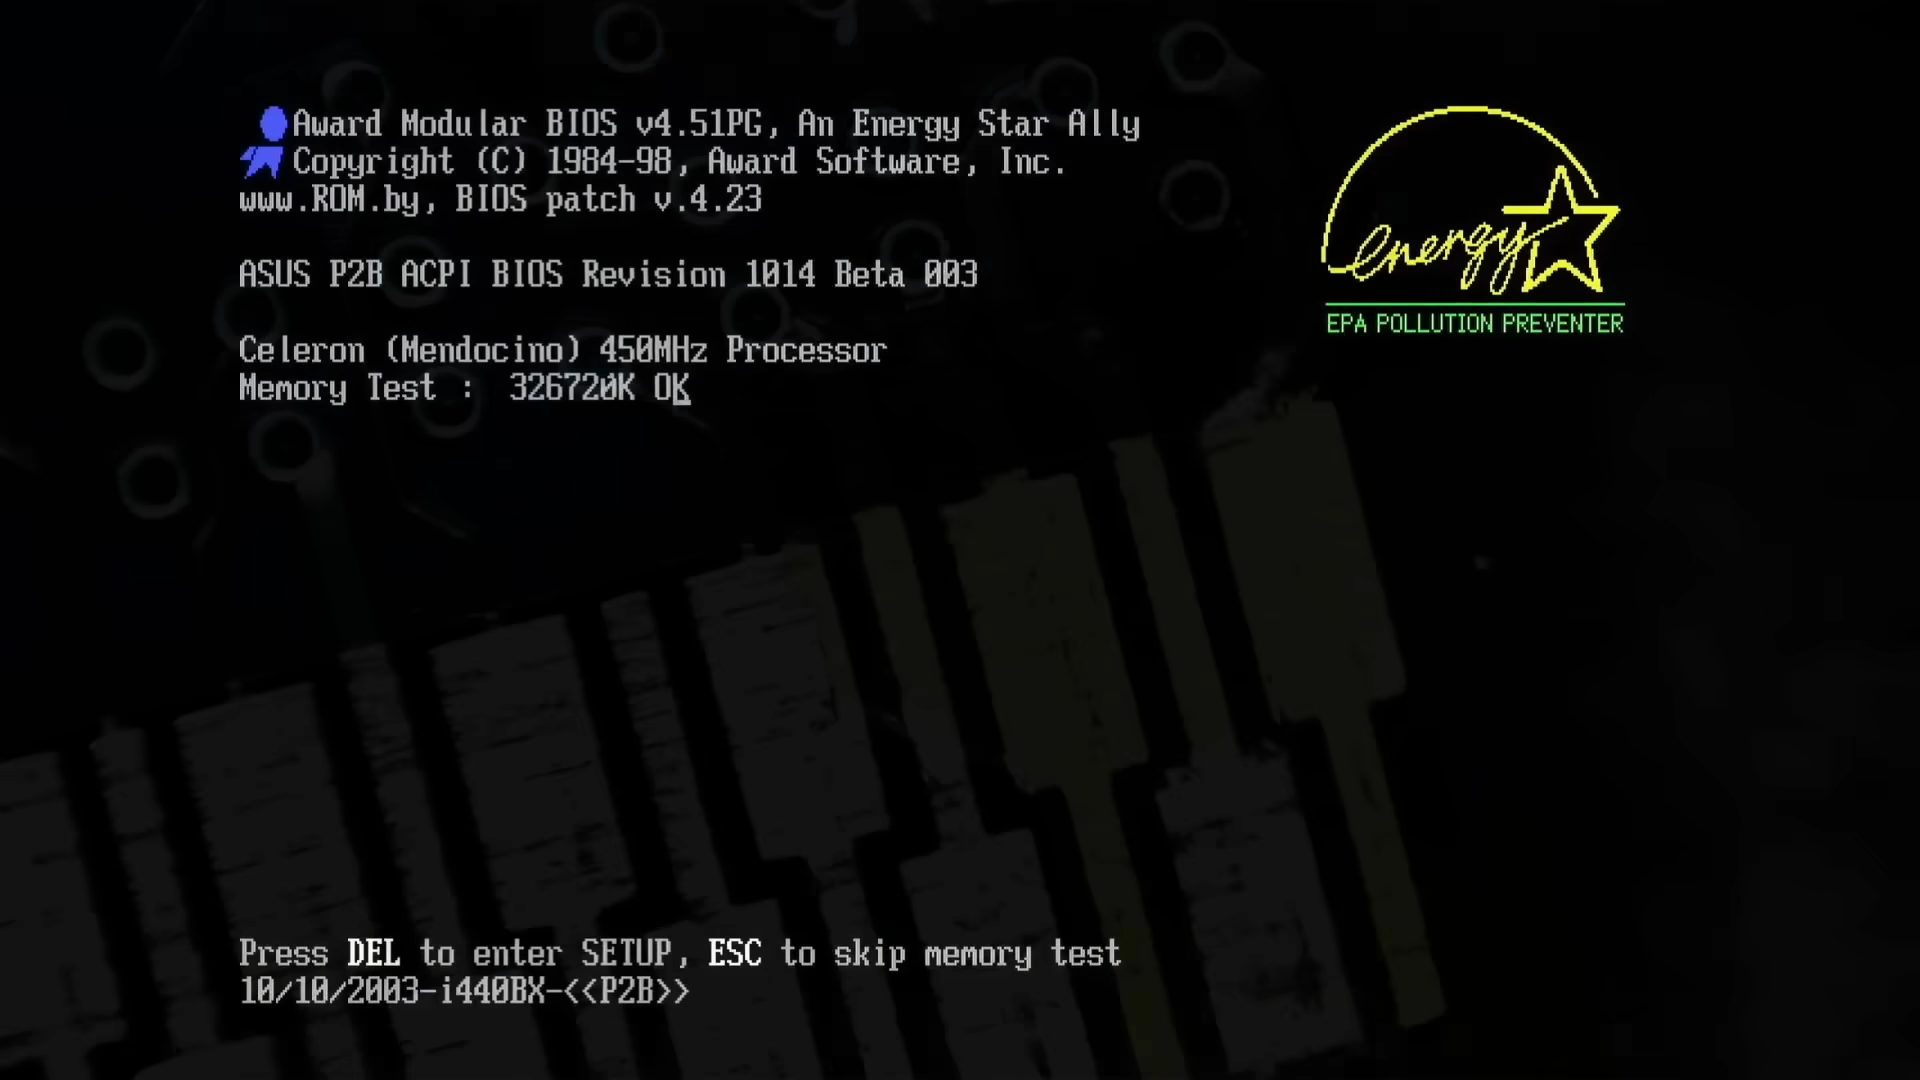 Award Modular BIOS v4.51PG, An Energy Star Ally
Copyright (C) 1984-98, Award Software, Inc.
www.ROM.by, BIOS patch v.4.23
ASUS P2B ACPI BIOS Revision 1014 Beta 003
energy
EPA POLLUTION PREVENTER
Celeron (Mendocino) 450MHz Processor
Memory Test :  326720K OK
Press DEL to enter SETUP, ESC to skip memory test
10/10/2003-i440BX-<<P2B>>